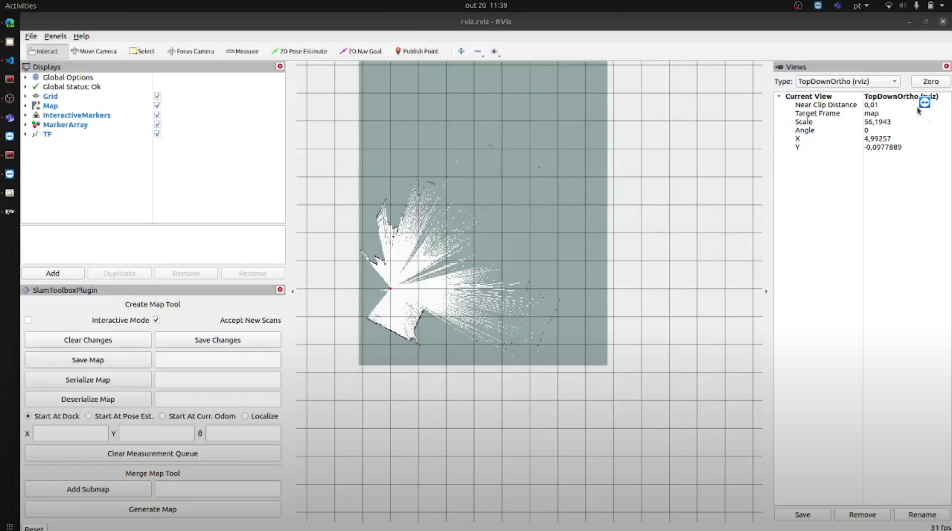 Activities
out 20 11:39
pt
rviz.rviz - RViz
File Panels Help
Interact Move Camera Select Focus Camera Measure 2D Pose Estimate 2D Nav Goal Publish Point
Displays
Global Options
Global Status: Ok
Grid
Map
InteractiveMarkers
MarkerArray
TF
Add Duplicate Remove Rename
SlamToolboxPlugin
Create Map Tool
Interactive Mode Accept New Scans
Clear Changes Save Changes
Save Map
Serialize Map
Deserialize Map
Start At Dock Start At Pose Est. Start At Curr. Odom Localize
X Y θ
Clear Measurement Queue
Merge Map Tool
Add Submap
Generate Map
Reset
Views
Type: TopDownOrtho (rviz) Zero
Current View TopDownOrtho (rviz)
Near Clip Distance 0,01
Target Frame map
Scale 56,1943
Angle 0
X 4,99257
Y -0,0977889
Save Remove Rename
31 fps